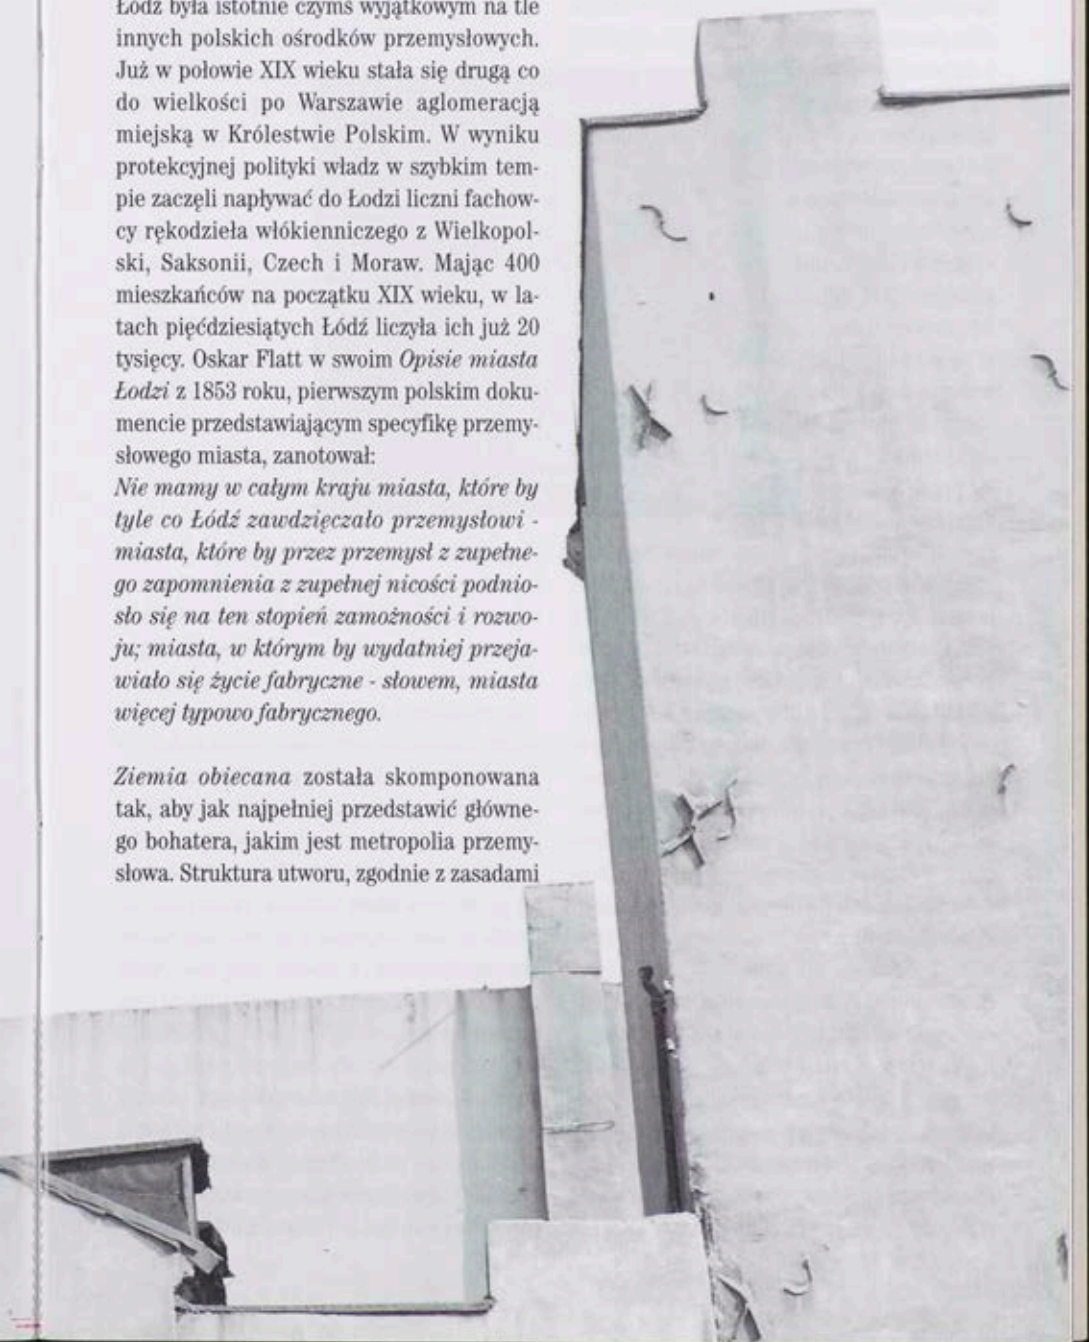 Łódź była istotnie czymś wyjątkowym na tle
innych polskich ośrodków przemysłowych.
Już w połowie XIX wieku stała się drugą co
do wielkości po Warszawie aglomeracją
miejską w Królestwie Polskim. W wyniku
protekcyjnej polityki władz w szybkim tem-
pie zaczęli napływać do Łodzi liczni fachow-
cy rękodzieła włókienniczego z Wielkopol-
ski, Saksonii, Czech i Moraw. Mając 400
mieszkańców na początku XIX wieku, w la-
tach pięćdziesiątych Łódź liczyła ich już 20
tysięcy. Oskar Flatt w swoim Opisie miasta
Łodzi z 1853 roku, pierwszym polskim doku-
mencie przedstawiającym specyfikę przemy-
słowego miasta, zanotował:
Nie mamy w całym kraju miasta, które by
tyle co Łódź zawdzięczało przemysłowi -
miasta, które by przez przemysł z zupełne-
go zapomnienia z zupełnej nicości podnio-
sło się na ten stopień zamożności i rozwo-
ju; miasta, w którym by wydatniej przeja-
wiało się życie fabryczne - słowem, miasta
więcej typowo fabrycznego.
Ziemia obiecana została skomponowana
tak, aby jak najpełniej przedstawić główne-
go bohatera, jakim jest metropolia przemy-
słowa. Struktura utworu, zgodnie z zasadami